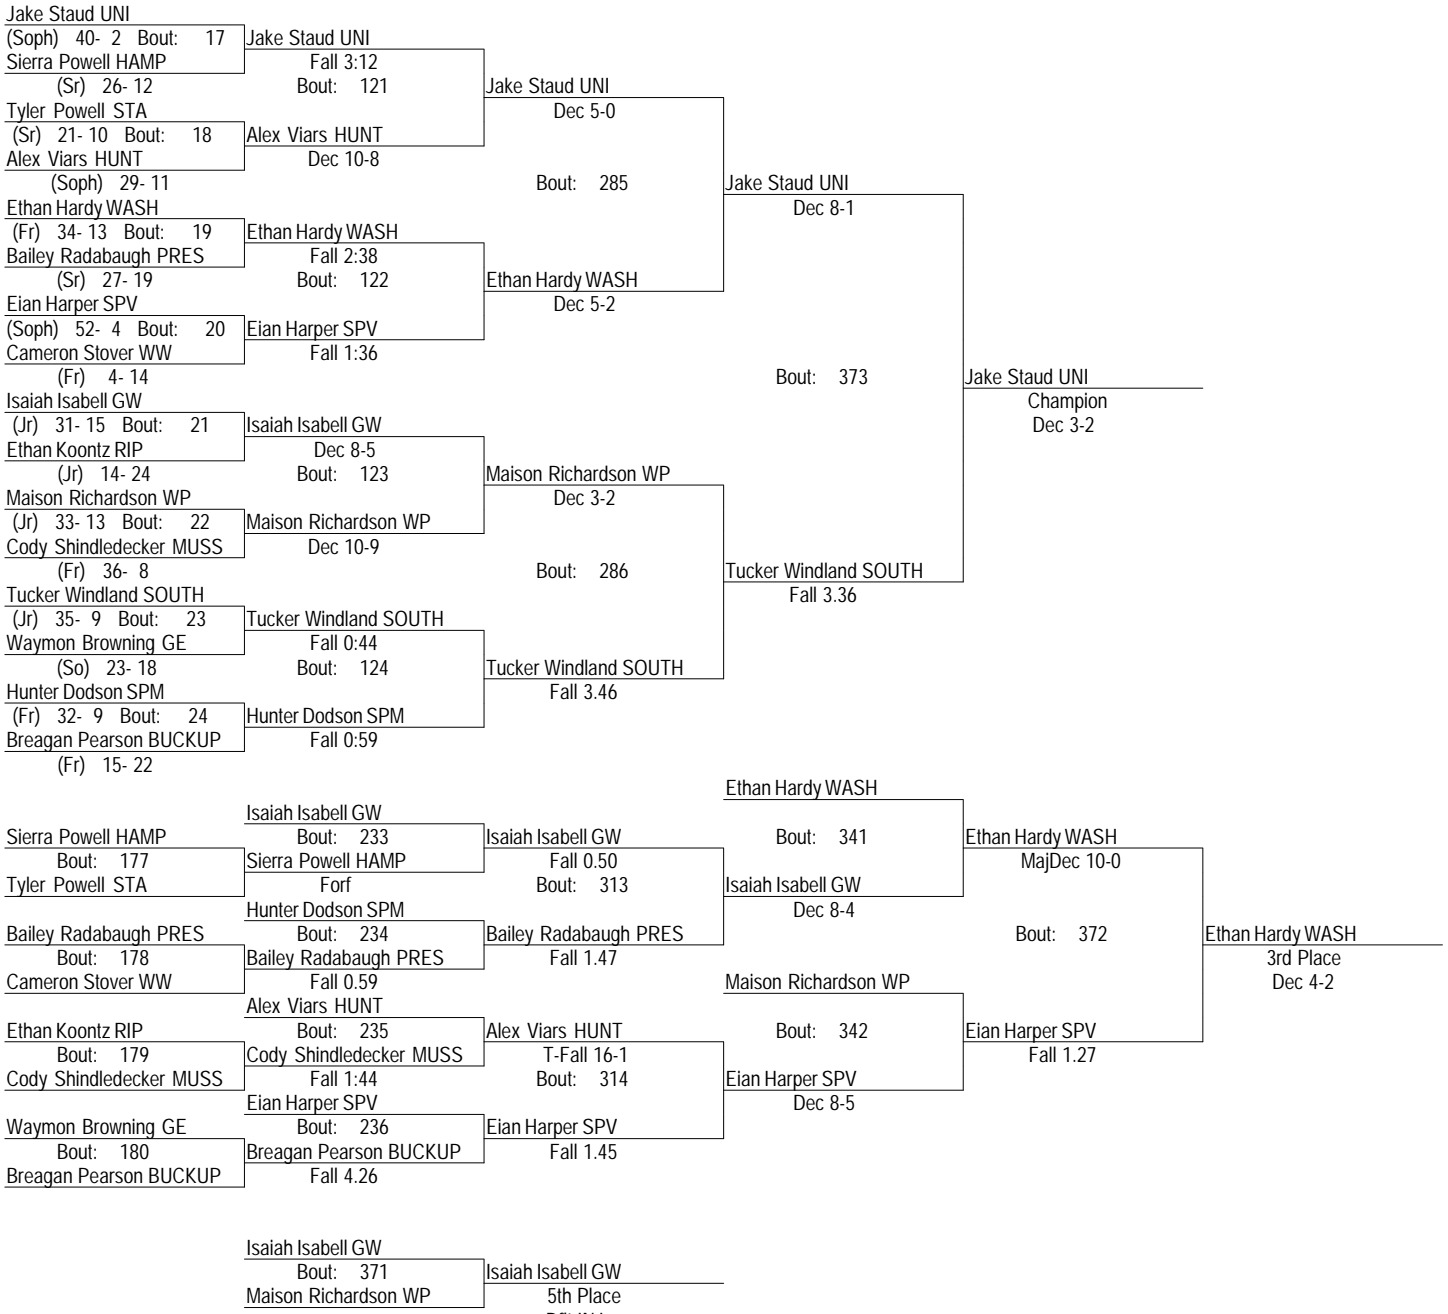 Jake Staud UNI
(Soph) 40- 2 Bout: 17 Jake Staud UNI
Sierra Powell HAMP Fall 3:12
(Sr) 26- 12 Bout: 121 Jake Staud UNI
Tyler Powell STA Dec 5-0
(Sr) 21- 10 Bout: 18 Alex Viars HUNT
Alex Viars HUNT Dec 10-8
(Soph) 29- 11 Bout: 285 Jake Staud UNI
Ethan Hardy WASH Dec 8-1
(Fr) 34- 13 Bout: 19 Ethan Hardy WASH
Bailey Radabaugh PRES Fall 2:38
(Sr) 27- 19 Bout: 122 Ethan Hardy WASH
Eian Harper SPV Dec 5-2
(Soph) 52- 4 Bout: 20 Eian Harper SPV
Cameron Stover WW Fall 1:36
(Fr) 4- 14 Bout: 373 Jake Staud UNI
Isaiah Isabell GW Champion
(Jr) 31- 15 Bout: 21 Isaiah Isabell GW Dec 3-2
Ethan Koontz RIP Dec 8-5
(Jr) 14- 24 Bout: 123 Maison Richardson WP
Maison Richardson WP Dec 3-2
(Jr) 33- 13 Bout: 22 Maison Richardson WP
Cody Shindledecker MUSS Dec 10-9
(Fr) 36- 8 Bout: 286 Tucker Windland SOUTH
Tucker Windland SOUTH Fall 3.36
(Jr) 35- 9 Bout: 23 Tucker Windland SOUTH
Waymon Browning GE Fall 0:44
(So) 23- 18 Bout: 124 Tucker Windland SOUTH
Hunter Dodson SPM Fall 3.46
(Fr) 32- 9 Bout: 24 Hunter Dodson SPM
Breagan Pearson BUCKUP Fall 0:59
(Fr) 15- 22
Ethan Hardy WASH
Isaiah Isabell GW
Sierra Powell HAMP Bout: 233 Isaiah Isabell GW Bout: 341 Ethan Hardy WASH
Bout: 177 Sierra Powell HAMP Fall 0.50 MajDec 10-0
Tyler Powell STA Forf Bout: 313 Isaiah Isabell GW
Hunter Dodson SPM Dec 8-4
Bailey Radabaugh PRES Bout: 234 Bailey Radabaugh PRES Bout: 372 Ethan Hardy WASH
Bout: 178 Bailey Radabaugh PRES Fall 1.47 3rd Place
Cameron Stover WW Fall 0.59 Maison Richardson WP Dec 4-2
Alex Viars HUNT
Ethan Koontz RIP Bout: 235 Alex Viars HUNT Bout: 342 Eian Harper SPV
Bout: 179 Cody Shindledecker MUSS T-Fall 16-1 Fall 1.27
Cody Shindledecker MUSS Fall 1:44 Bout: 314 Eian Harper SPV
Eian Harper SPV Dec 8-5
Waymon Browning GE Bout: 236 Eian Harper SPV
Bout: 180 Breagan Pearson BUCKUP Fall 1.45
Breagan Pearson BUCKUP Fall 4.26
Isaiah Isabell GW
Bout: 371 Isaiah Isabell GW
Maison Richardson WP 5th Place